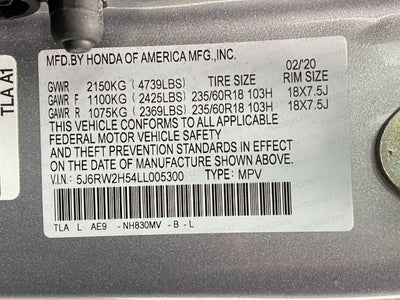 TLA A1
MFD.BY HONDA OF AMERICA MFG.,INC.
02/20
GVWR 2150KG (4739LBS) TIRE SIZE RIM SIZE
GAWR F 1100KG (2425LBS) 235/60R18 103H 18X7.5J
GAWR R 1075KG (2369LBS) 235/60R18 103H 18X7.5J
THIS VEHICLE CONFORMS TO ALL APPLICABLE
FEDERAL MOTOR VEHICLE SAFETY
STANDARDS IN EFFECT ON THE DATE OF
MANUFACTURE SHOWN ABOVE.
V.I.N.: 5J6RW2H54LL005300 TYPE: MPV
TLA L AE9 -NH830MV -B -L